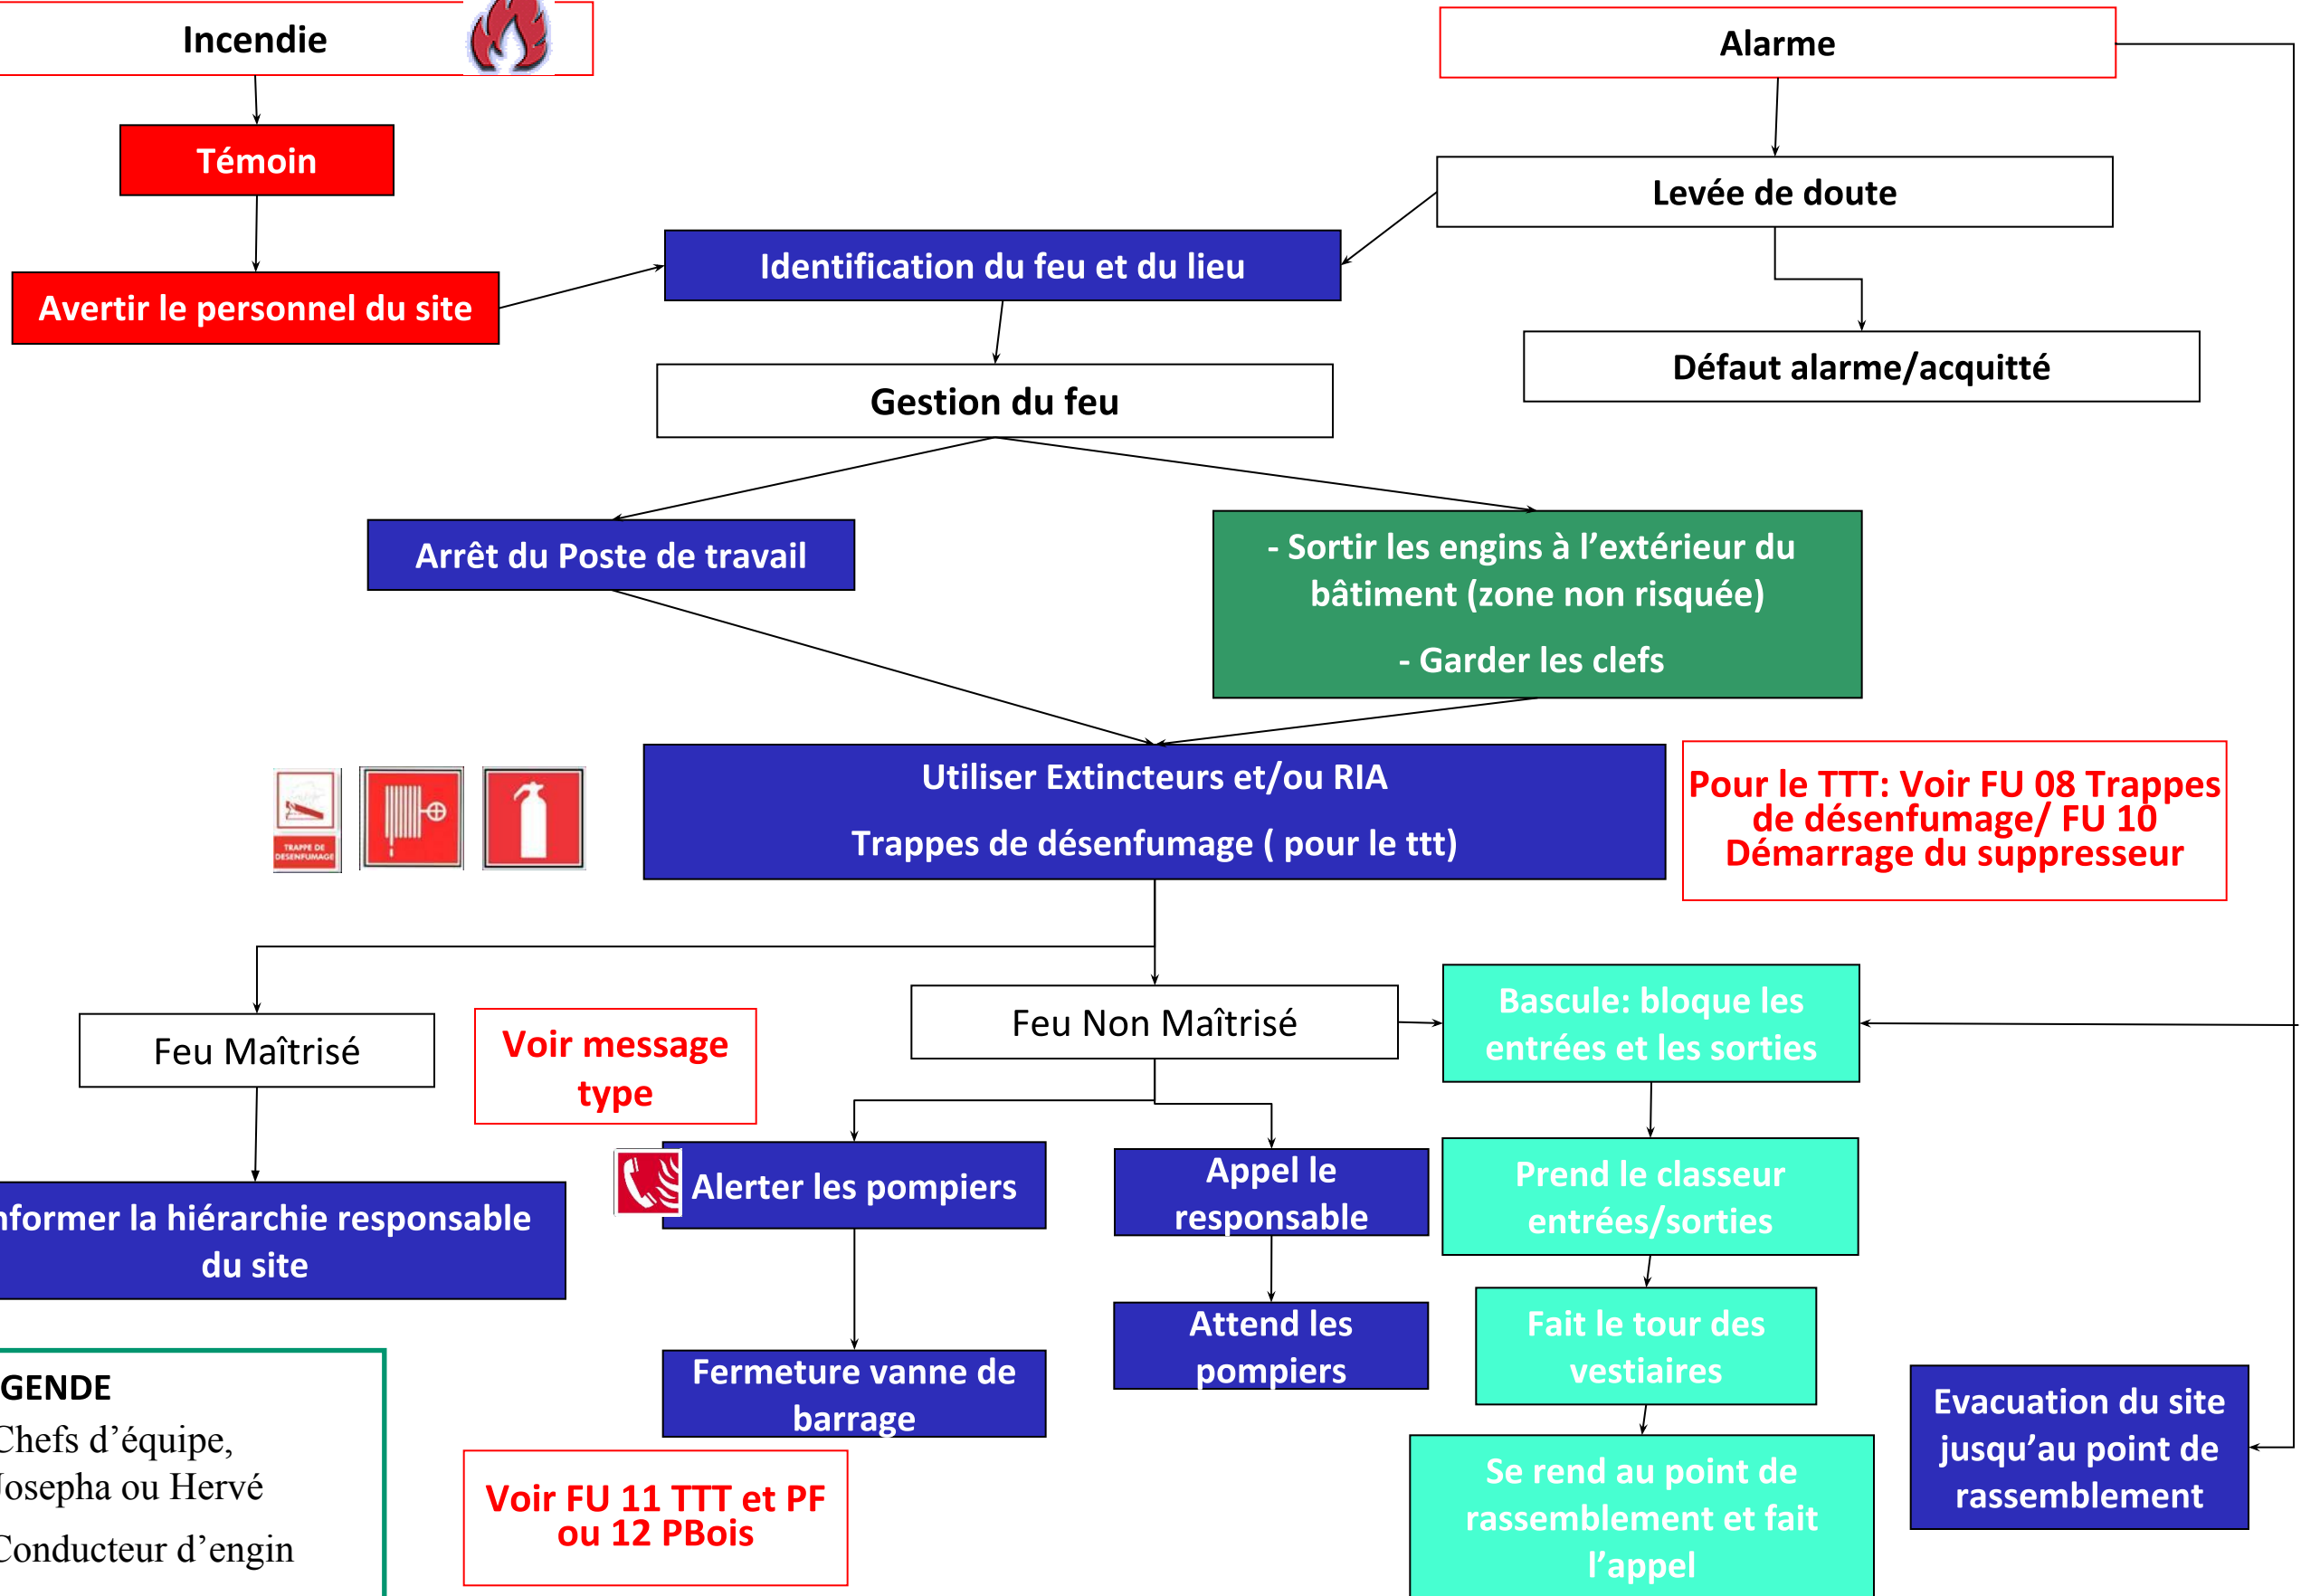 Incendie
Alarme
Témoin
Levée de doute
Identification du feu et du lieu
Avertir le personnel du site
Défaut alarme/acquitté
Gestion du feu
Arrêt du Poste de travail
- Sortir les engins à l’extérieur du
bâtiment (zone non risquée)
- Garder les clefs
Utiliser Extincteurs et/ou RIA
Trappes de désenfumage ( pour le ttt)
Pour le TTT: Voir FU 08 Trappes
de désenfumage/ FU 10
Démarrage du suppresseur
TRAPPE DE
DESENFUMAGE
Feu Maîtrisé
Voir message
type
Feu Non Maîtrisé
Bascule: bloque les
entrées et les sorties
Alerter les pompiers
Appel le
responsable
Prend le classeur
entrées/sorties
nformer la hiérarchie responsable
du site
Attend les
pompiers
Fait le tour des
vestiaires
Fermeture vanne de
barrage
Evacuation du site
jusqu’au point de
rassemblement
GENDE
Chefs d’équipe,
Josepha ou Hervé
Conducteur d’engin
Voir FU 11 TTT et PF
ou 12 PBois
Se rend au point de
rassemblement et fait
l’appel